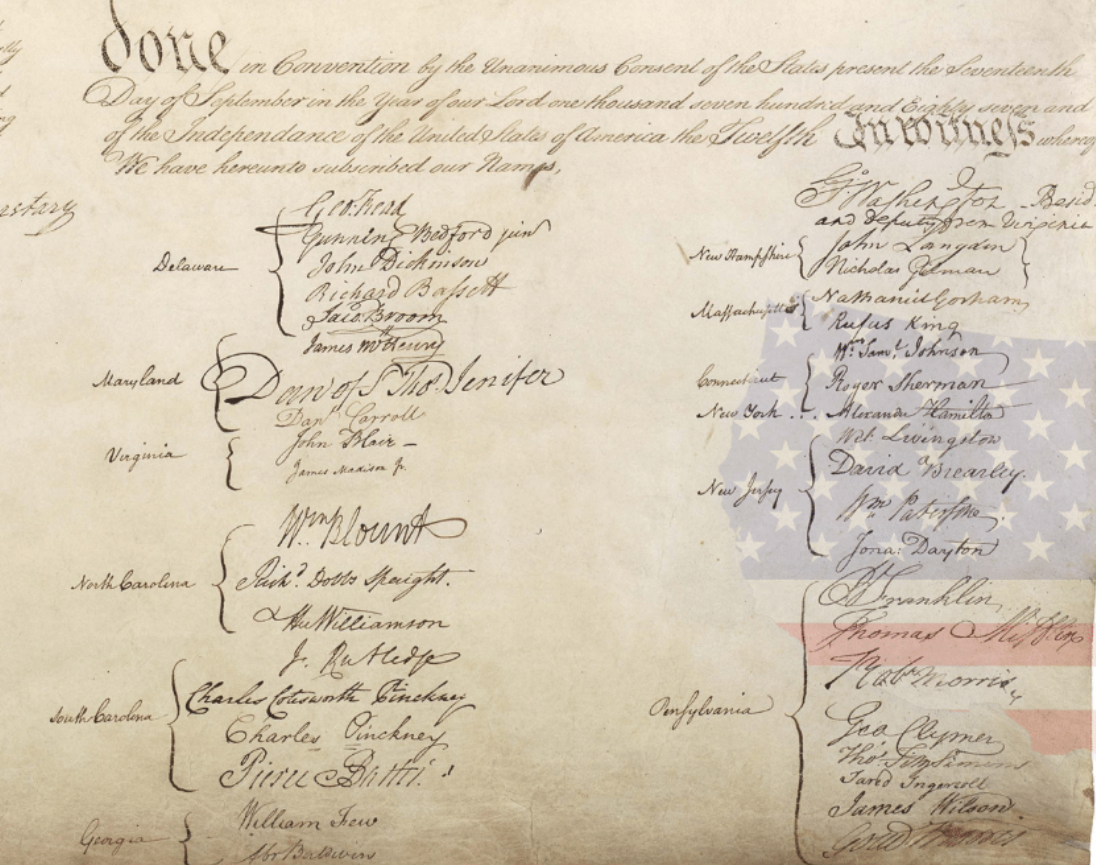 done in Convention by the Unanimous Consent of the States present the Seventeenth
Day of September in the Year of our Lord one thousand seven hundred and Eighty seven and
of the Independance of the United States of America the Twelfth In witness whereof
We have hereunto subscribed our Names,
Delaware
Geo: Read
Gunning Bedford jun
John Dickinson
Richard Bassett
Jaco: Broom
Maryland
James McHenry
Dan of St Thos. Jenifer
Danl Carroll
Virginia
John Blair –
James Madison Jr.
North Carolina
Wm Blount
Richd. Dobbs Spaight.
Hu Williamson
South Carolina
J. Rutledge
Charles Cotesworth Pinckney
Charles Pinckney
Pierce Butler.
Georgia
William Few
Abr Baldwin
Go. Washington – Presid
and deputy from Virginia
New Hampshire
John Langdon
Nicholas Gilman
Massachusetts
Nathaniel Gorham
Rufus King
Connecticut
Wm. Saml. Johnson
Roger Sherman
New York . . . Alexander Hamilton
New Jersey
Wil: Livingston
David Brearley.
Wm Paterson.
Jona: Dayton
Pensylvania
B Franklin
Thomas Mifflin
Robt Morris
Geo Clymer
Thos. FitzSimons
Jared Ingersoll
James Wilson.
Gouv Morris